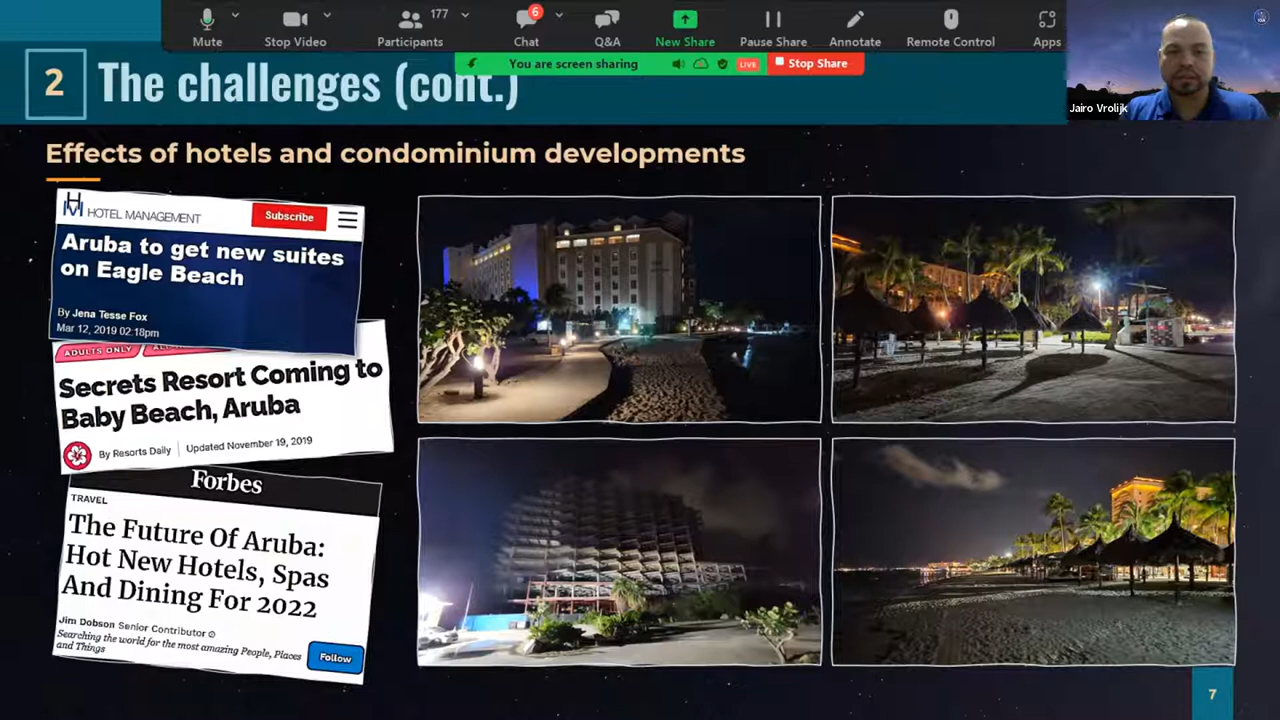 177
6
Mute
Stop Video
Participants
Chat
Q&A
New Share
Pause Share
Annotate
Remote Control
Apps
You are screen sharing
LIVE
Stop Share
Jairo Vrolijk
2
The challenges (cont.)
Effects of hotels and condominium developments
HM HOTEL MANAGEMENT
Subscribe
Aruba to get new suites
on Eagle Beach
By Jena Tesse Fox
Mar 12, 2019 02:18pm
ADULTS ONLY
Secrets Resort Coming to
Baby Beach, Aruba
By Resorts Daily | Updated November 19, 2019
Forbes
TRAVEL
The Future Of Aruba:
Hot New Hotels, Spas
And Dining For 2022
Jim Dobson Senior Contributor
Searching the world for the most amazing People, Places
and Things
Follow
7